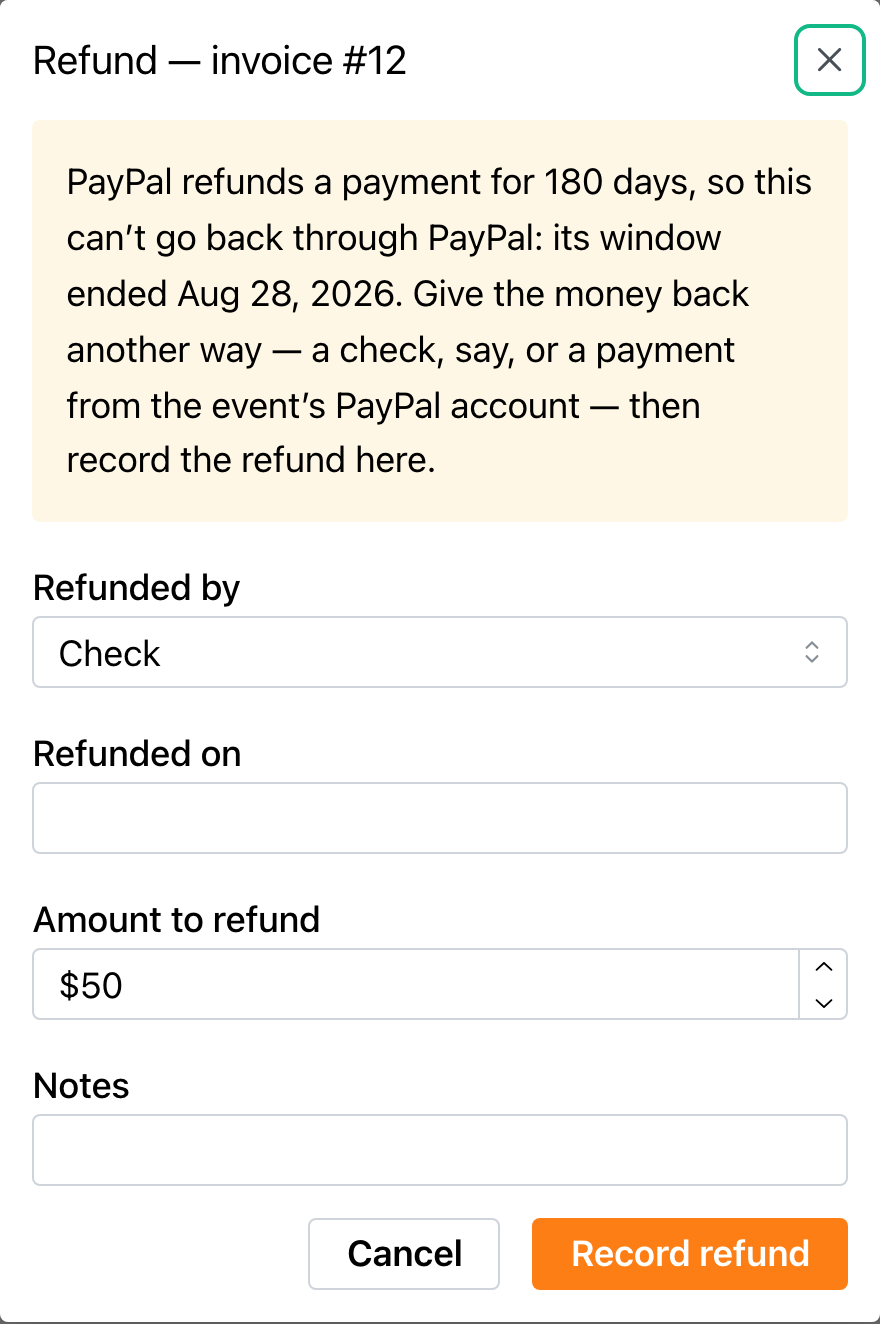 Refund — invoice #12
PayPal refunds a payment for 180 days, so this
can’t go back through PayPal: its window
ended Aug 28, 2026. Give the money back
another way — a check, say, or a payment
from the event’s PayPal account — then
record the refund here.
Refunded by
Check
Refunded on
Amount to refund
$50
Notes
Cancel
Record refund